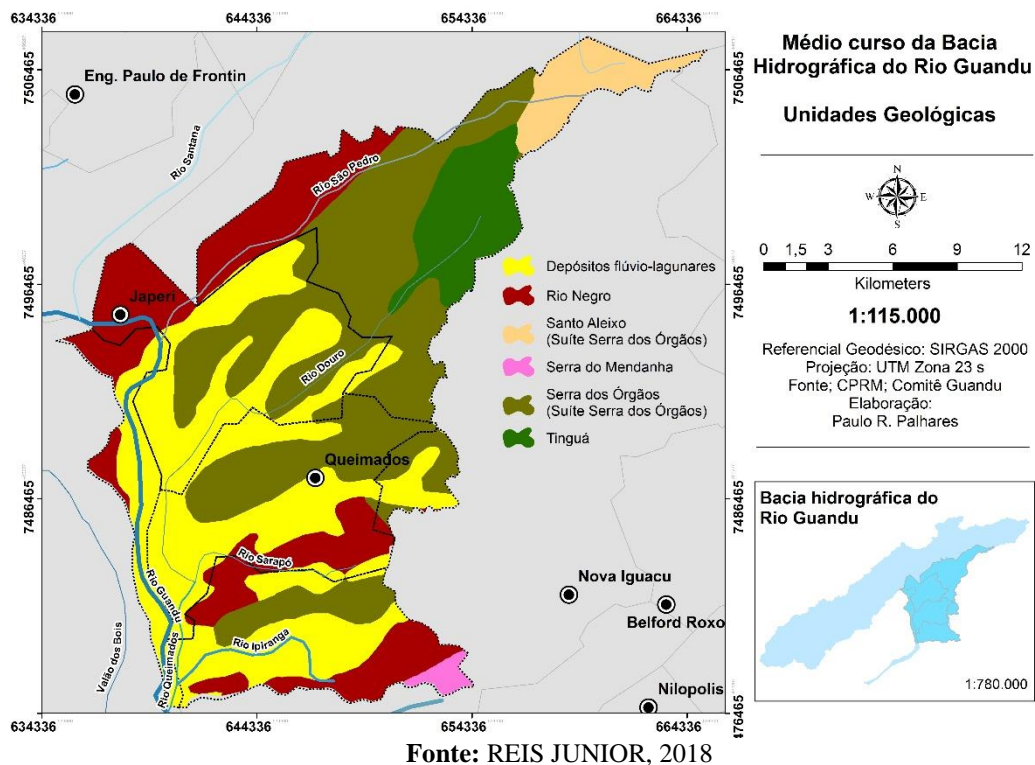 634336
644336
654336
664336
7506465
7496465
7486465
7506465
7496465
7486465
476465
634336
644336
654336
664336
Eng. Paulo de Frontin
Rio Santana
Rio São Pedro
Japeri
Rio Douro
Queimados
Rio Sarapó
Rio Guandu
Rio Queimados
Rio Ipiranga
Valão dos Bois
Nova Iguacu
Belford Roxo
Nilopolis
Depósitos flúvio-lagunares
Rio Negro
Santo Aleixo
(Suíte Serra dos Órgãos)
Serra do Mendanha
Serra dos Órgãos
(Suíte Serra dos Órgãos)
Tinguá
Médio curso da Bacia
Hidrográfica do Rio Guandu
Unidades Geológicas
N
W E
S
0 1,5 3 6 9 12
Kilometers
1:115.000
Referencial Geodésico: SIRGAS 2000
Projeção: UTM Zona 23 s
Fonte; CPRM; Comitê Guandu
Elaboração:
Paulo R. Palhares
Bacia hidrográfica do
Rio Guandu
1:780.000
Fonte: REIS JUNIOR, 2018